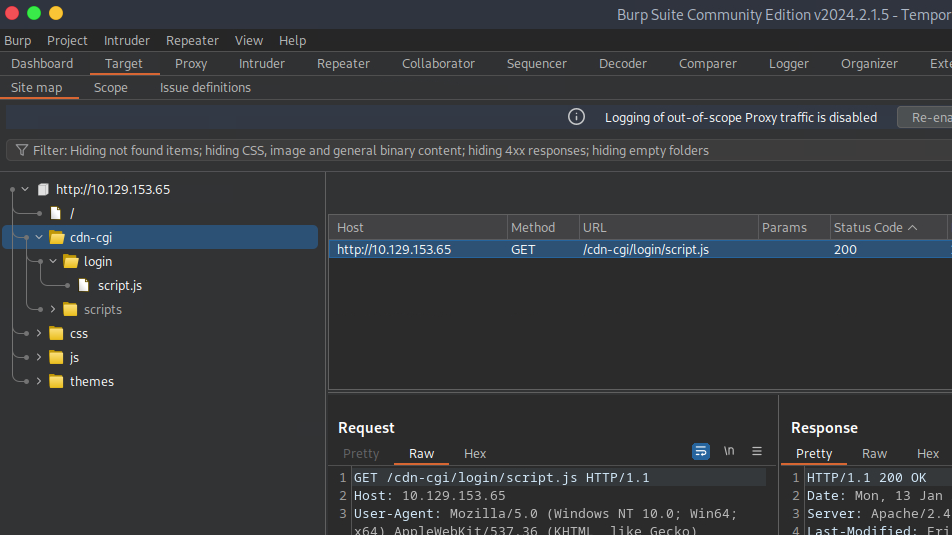 Burp Suite Community Edition v2024.2.1.5 - Tempor
Burp Project Intruder Repeater View Help
Dashboard Target Proxy Intruder Repeater Collaborator Sequencer Decoder Comparer Logger Organizer Exte
Site map Scope Issue definitions
Logging of out-of-scope Proxy traffic is disabled Re-ena
Filter: Hiding not found items; hiding CSS, image and general binary content; hiding 4xx responses; hiding empty folders
http://10.129.153.65
/
cdn-cgi
login
script.js
scripts
css
js
themes
Host Method URL Params Status Code
http://10.129.153.65 GET /cdn-cgi/login/script.js 200
Request
Pretty Raw Hex \n
1 GET /cdn-cgi/login/script.js HTTP/1.1
2 Host: 10.129.153.65
3 User-Agent: Mozilla/5.0 (Windows NT 10.0; Win64;
x64) AppleWebKit/537.36 (KHTML, like Gecko)
Response
Pretty Raw Hex
1 HTTP/1.1 200 OK
2 Date: Mon, 13 Jan
3 Server: Apache/2.4
4 Last-Modified: Fri